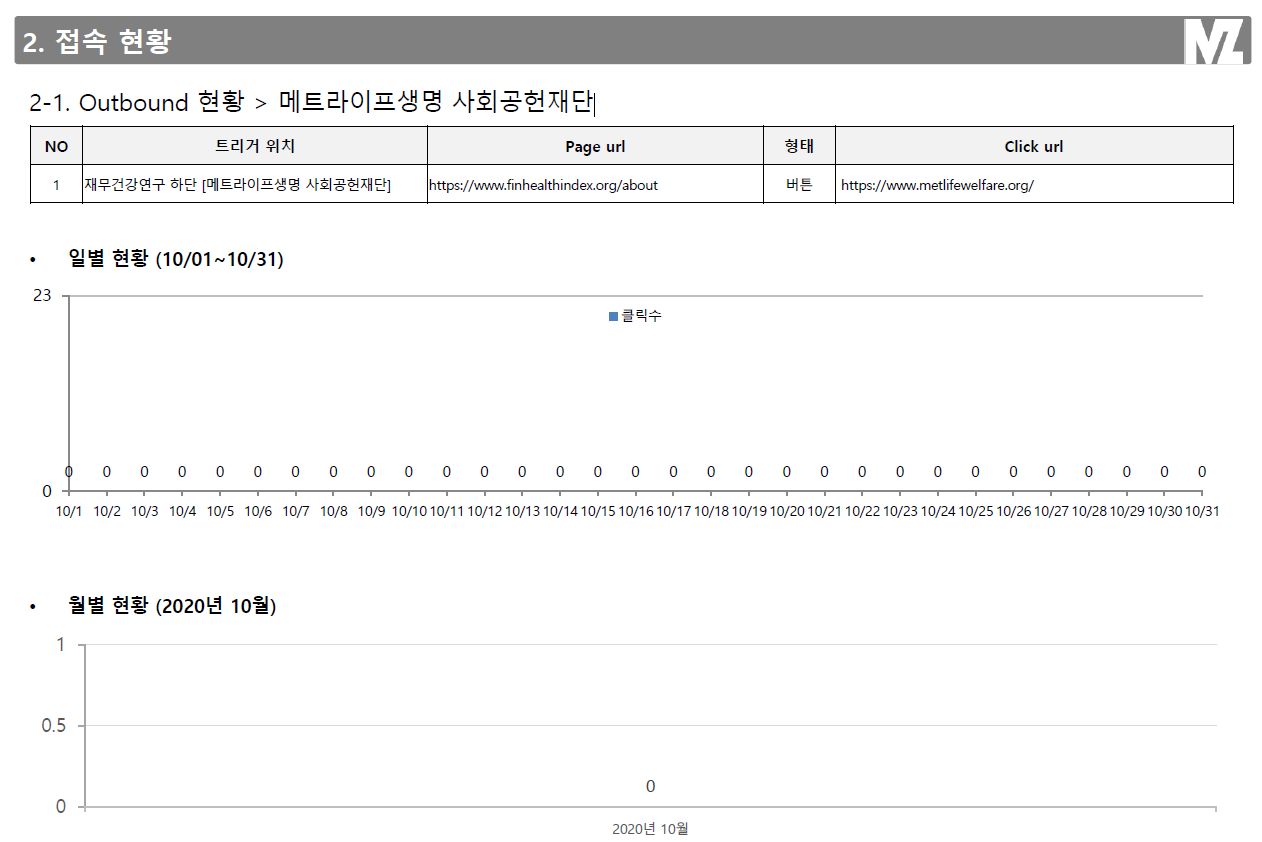 2. 접속 현황
MZ
2-1. Outbound 현황 > 메트라이프생명 사회공헌재단
NO 트리거 위치 Page url 형태 Click url
1 재무건강연구 하단 [메트라이프생명 사회공헌재단] https://www.finhealthindex.org/about 버튼 https://www.metlifewelfare.org/
• 일별 현황 (10/01~10/31)
23
클릭수
0 0 0 0 0 0 0 0 0 0 0 0 0 0 0 0 0 0 0 0 0 0 0 0 0 0 0 0 0 0 0
0
10/1 10/2 10/3 10/4 10/5 10/6 10/7 10/8 10/9 10/10 10/11 10/12 10/13 10/14 10/15 10/16 10/17 10/18 10/19 10/20 10/21 10/22 10/23 10/24 10/25 10/26 10/27 10/28 10/29 10/30 10/31
• 월별 현황 (2020년 10월)
1
0.5
0
0
2020년 10월